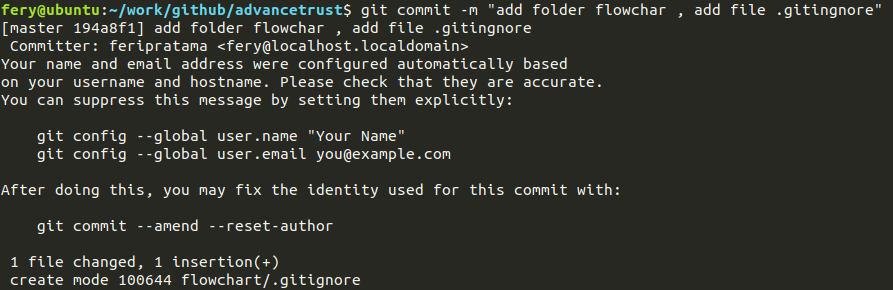 fery@ubuntu:~/work/github/advancetrust$ git commit -m "add folder flowchar , add file .gitingnore"
[master 194a8f1] add folder flowchar , add file .gitingnore
 Committer: feripratama <fery@localhost.localdomain>
Your name and email address were configured automatically based
on your username and hostname. Please check that they are accurate.
You can suppress this message by setting them explicitly:

    git config --global user.name "Your Name"
    git config --global user.email you@example.com

After doing this, you may fix the identity used for this commit with:

    git commit --amend --reset-author

 1 file changed, 1 insertion(+)
 create mode 100644 flowchart/.gitignore